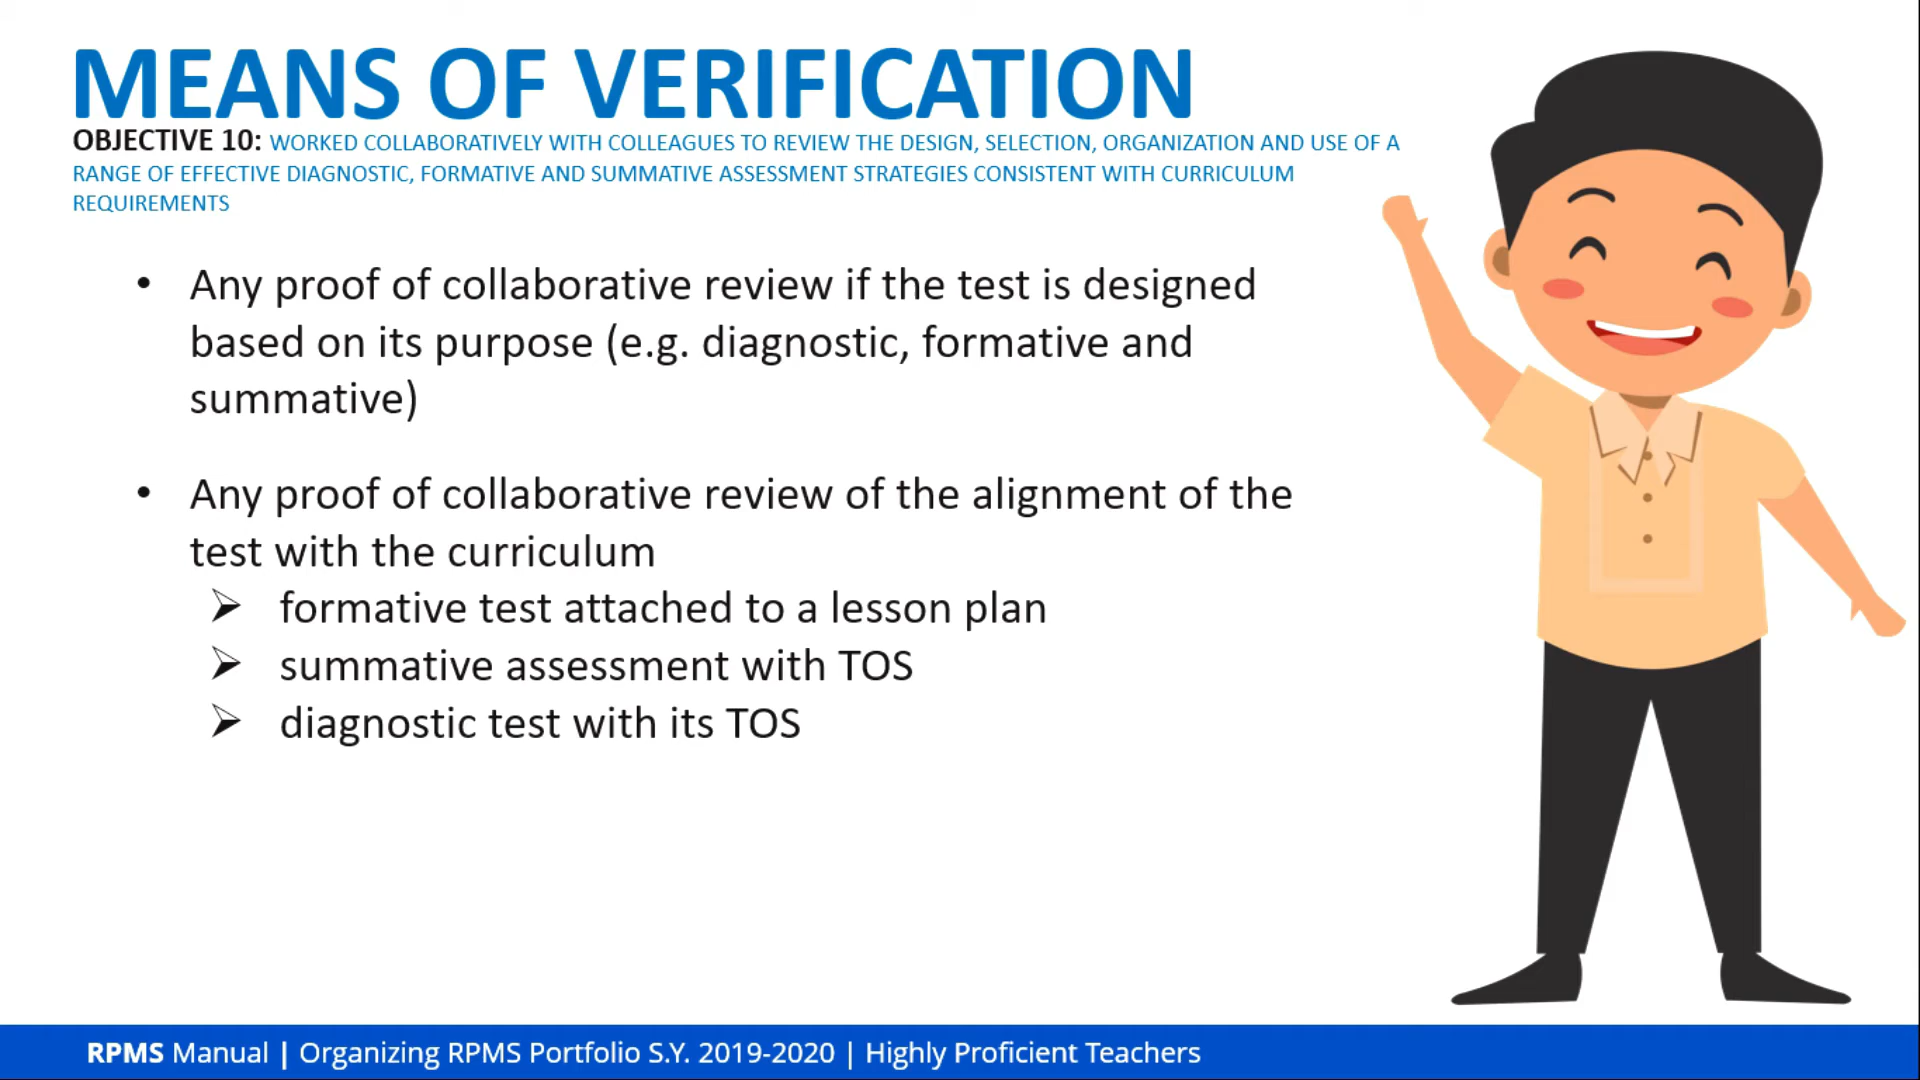 MEANS OF VERIFICATION
OBJECTIVE 10: WORKED COLLABORATIVELY WITH COLLEAGUES TO REVIEW THE DESIGN, SELECTION, ORGANIZATION AND USE OF A
RANGE OF EFFECTIVE DIAGNOSTIC, FORMATIVE AND SUMMATIVE ASSESSMENT STRATEGIES CONSISTENT WITH CURRICULUM
REQUIREMENTS
• Any proof of collaborative review if the test is designed
based on its purpose (e.g. diagnostic, formative and
summative)
• Any proof of collaborative review of the alignment of the
test with the curriculum
➢ formative test attached to a lesson plan
➢ summative assessment with TOS
➢ diagnostic test with its TOS
RPMS Manual | Organizing RPMS Portfolio S.Y. 2019-2020 | Highly Proficient Teachers